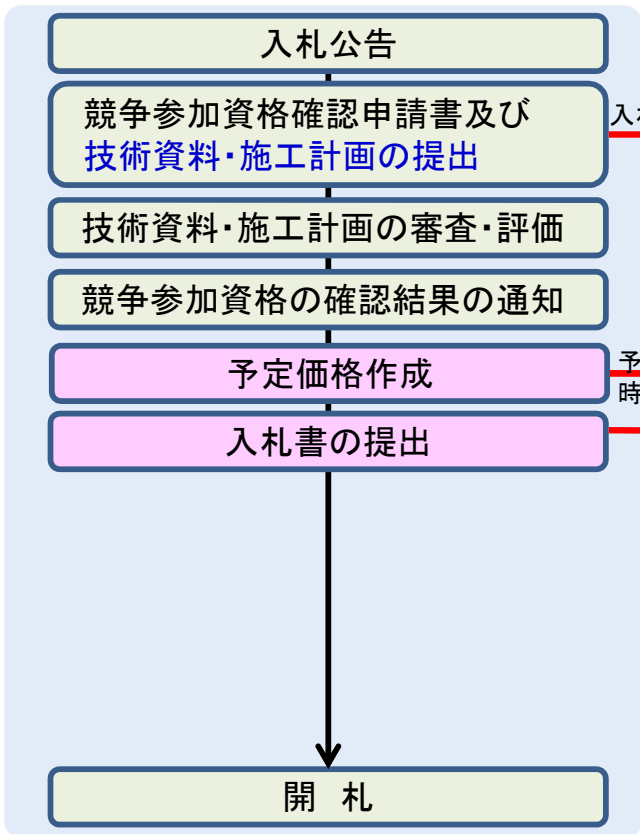 入札公告
競争参加資格確認申請書及び
技術資料・施工計画の提出
入
技術資料・施工計画の審査・評価
競争参加資格の確認結果の通知
予定価格作成
予
時
入札書の提出
開 札